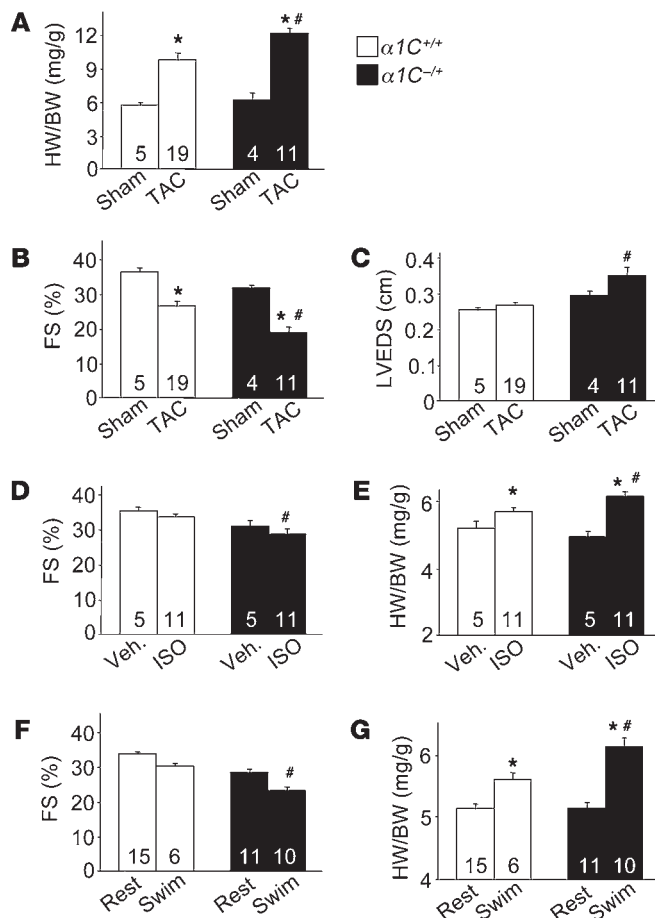 A
HW/BW (mg/g)
12
9
6
3
0
5 19 4 11
* * #
Sham TAC Sham TAC
α1C+/+
α1C−/+
B
FS (%)
40
30
20
10
0
* * #
5 19 4 11
Sham TAC Sham TAC
C
LVEDS (cm)
0.4
0.3
0.2
0.1
0
#
5 19 4 11
Sham TAC Sham TAC
D
FS (%)
40
30
20
10
0
#
5 11 5 11
Veh. ISO Veh. ISO
E
HW/BW (mg/g)
6
4
2
* * #
5 11 5 11
Veh. ISO Veh. ISO
F
FS (%)
40
30
20
10
0
#
15 6 11 10
Rest Swim Rest Swim
G
HW/BW (mg/g)
6
5
4
* * #
15 6 11 10
Rest Swim Rest Swim